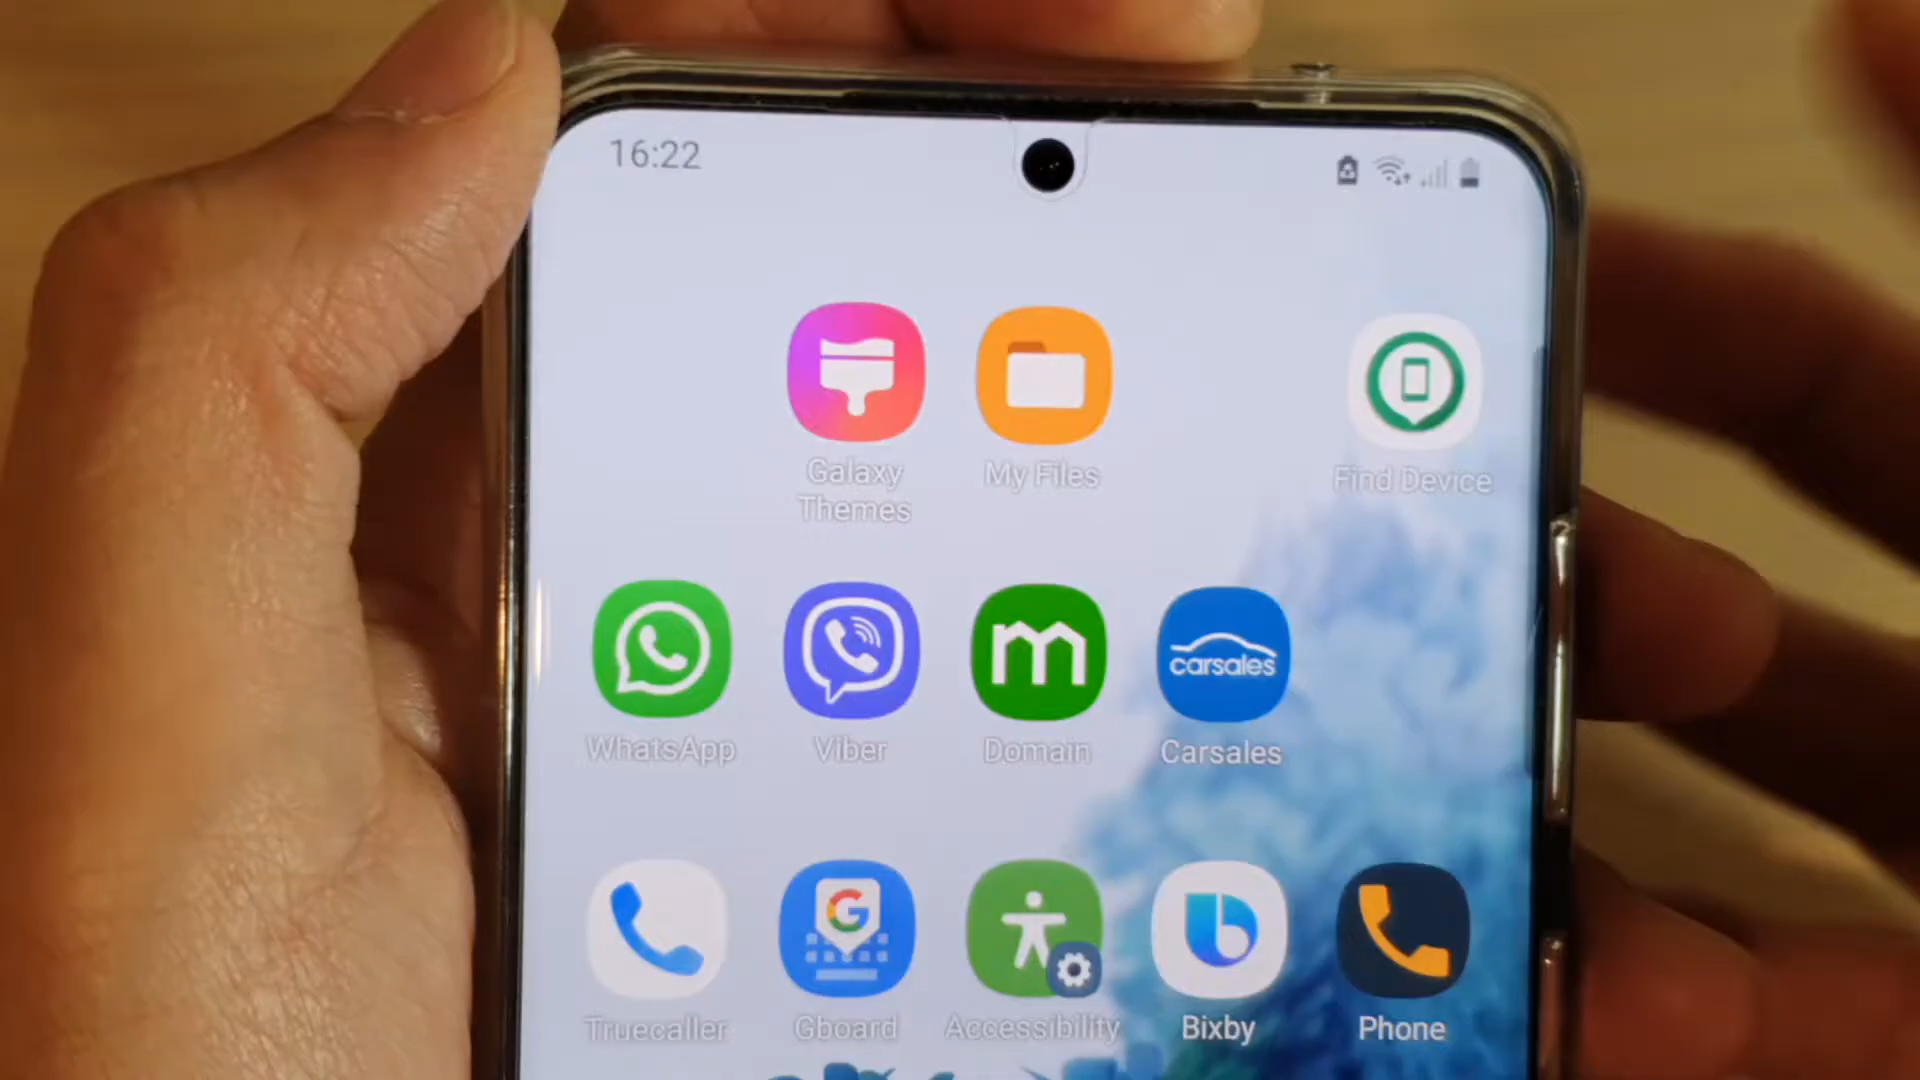 16:22
Galaxy
Themes
My Files
Find Device
carsales
WhatsApp
Viber
Domain
Carsales
G
Truecaller
Gboard
Accessibility
Bixby
Phone